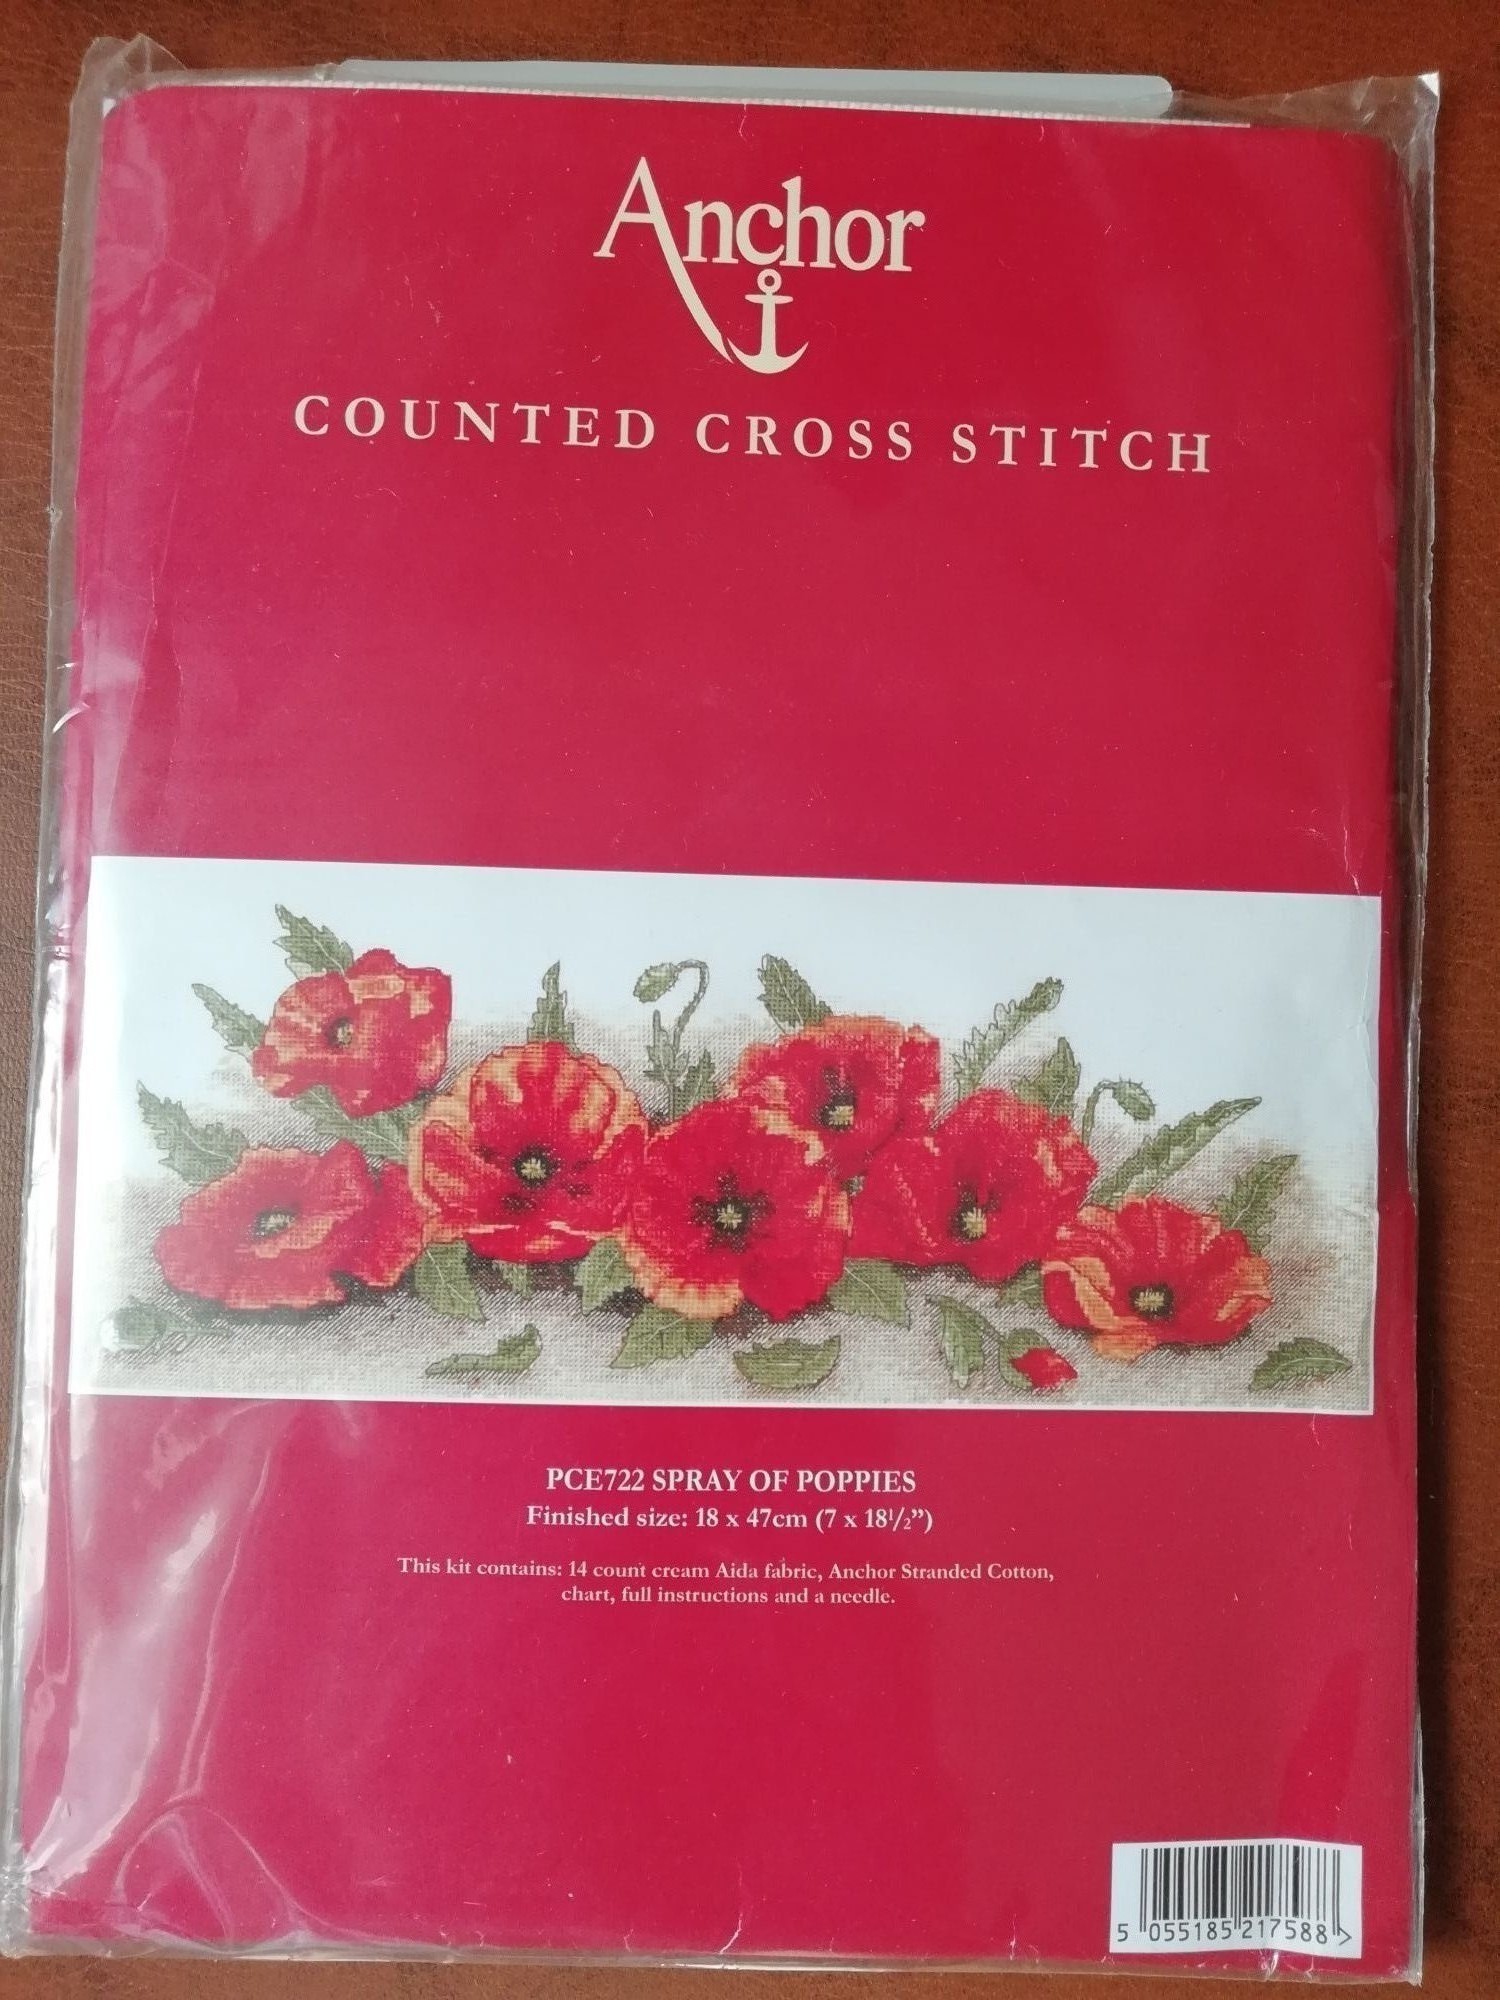 Anchor
COUNTED CROSS STITCH
PCE722 SPRAY OF POPPIES
Finished size: 18 x 47cm (7 x 18½”)
This kit contains: 14 count cream Aida fabric, Anchor Stranded Cotton,
chart, full instructions and a needle.
5 055185 217588 >